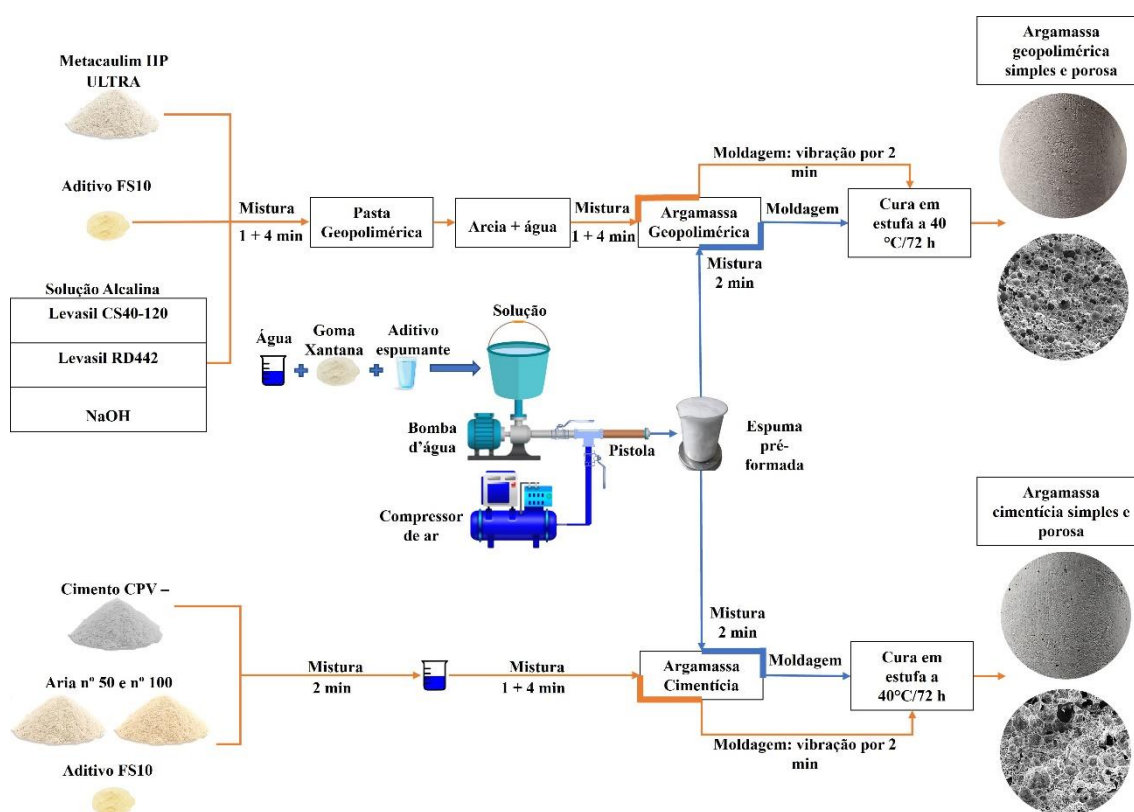 Metacaulim HP
ULTRA
Aditivo FS10
Solução Alcalina
Levasil CS40-120
Levasil RD442
NaOH
Mistura
1 + 4 min
Pasta
Geopolimérica
Areia + água
Mistura
1 + 4 min
Argamassa
Geopolimérica
Moldagem: vibração por 2
min
Moldagem
Mistura
2 min
Cura em
estufa a 40
°C/72 h
Argamassa
geopolimérica
simples e porosa
Água
Goma
Xantana
Aditivo
espumante
Solução
Bomba
d'água
Pistola
Compressor
de ar
Espuma
pré-
formada
Cimento CPV –
Aria nº 50 e nº 100
Aditivo FS10
Mistura
2 min
Mistura
1 + 4 min
Mistura
2 min
Argamassa
Cimentícia
Moldagem
Moldagem: vibração por 2
min
Cura em
estufa a
40°C/72 h
Argamassa
cimentícia simples e
porosa